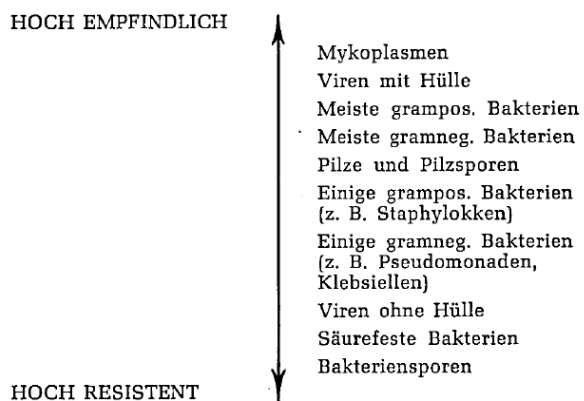 HOCH EMPFINDLICH
Mykoplasmen
Viren mit Hülle
Meiste grampos. Bakterien
Meiste gramneg. Bakterien
Pilze und Pilzsporen
Einige grampos. Bakterien
(z. B. Staphylokken)
Einige gramneg. Bakterien
(z. B. Pseudomonaden,
Klebsiellen)
Viren ohne Hülle
Säurefeste Bakterien
Bakteriensporen
HOCH RESISTENT